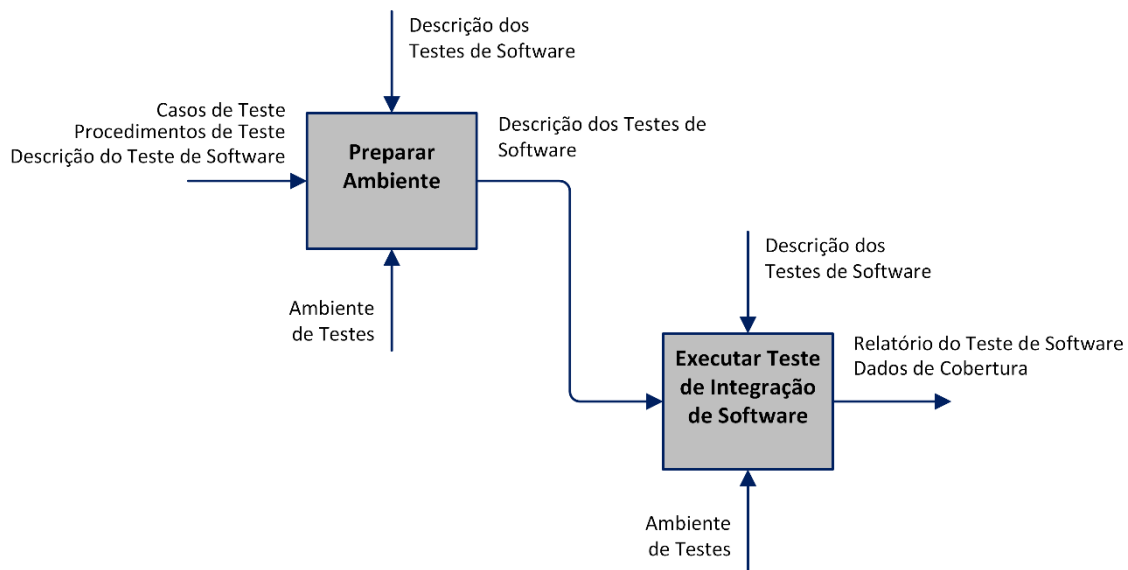 Descrição dos
Testes de Software
Casos de Teste
Procedimentos de Teste
Descrição do Teste de Software
Preparar
Ambiente
Descrição dos Testes de
Software
Ambiente
de Testes
Descrição dos
Testes de Software
Executar Teste
de Integração
de Software
Relatório do Teste de Software
Dados de Cobertura
Ambiente
de Testes